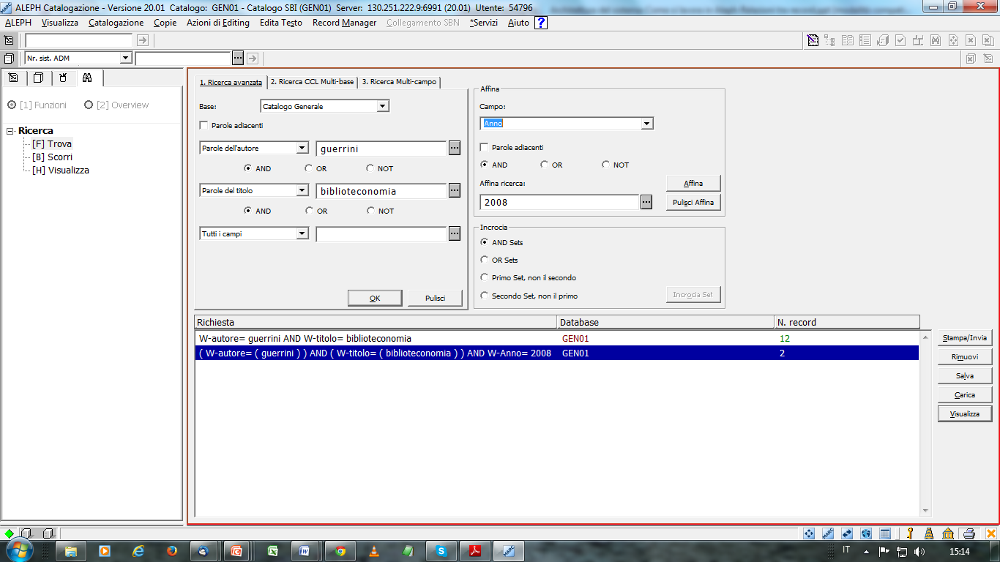 ALEPH Catalogazione - Versione 20.01 Catalogo: GEN01 - Catalogo SBI (GEN01) Server: 130.251.222.9:6991 (20.01) Utente: 54796
ALEPH Visualizza Catalogazione Copie Azioni di Editing Edita Testo Record Manager Collegamento SBN *Servizi Aiuto ?
Nr. sist. ADM
[1] Funzioni [2] Overview
Ricerca
[F] Trova
[B] Scorri
[H] Visualizza
1. Ricerca avanzata 2. Ricerca CCL Multi-base 3. Ricerca Multi-campo
Base: Catalogo Generale
Parole adiacenti
Parole dell'autore guerrini
AND OR NOT
Parole del titolo biblioteconomia
AND OR NOT
Tutti i campi
OK Pulisci
Affina
Campo:
Anno
Parole adiacenti
AND OR NOT
Affina ricerca: Affina
2008 Pulisci Affina
Incrocia
AND Sets
OR Sets
Primo Set, non il secondo
Secondo Set, non il primo Incrocia Set
Richiesta Database N. record
W-autore= guerrini AND W-titolo= biblioteconomia GEN01 12
( W-autore= ( guerrini ) ) AND ( W-titolo= ( biblioteconomia ) ) AND W-Anno= 2008 GEN01 2
Stampa/Invia
Rimuovi
Salva
Carica
Visualizza
IT 15:14